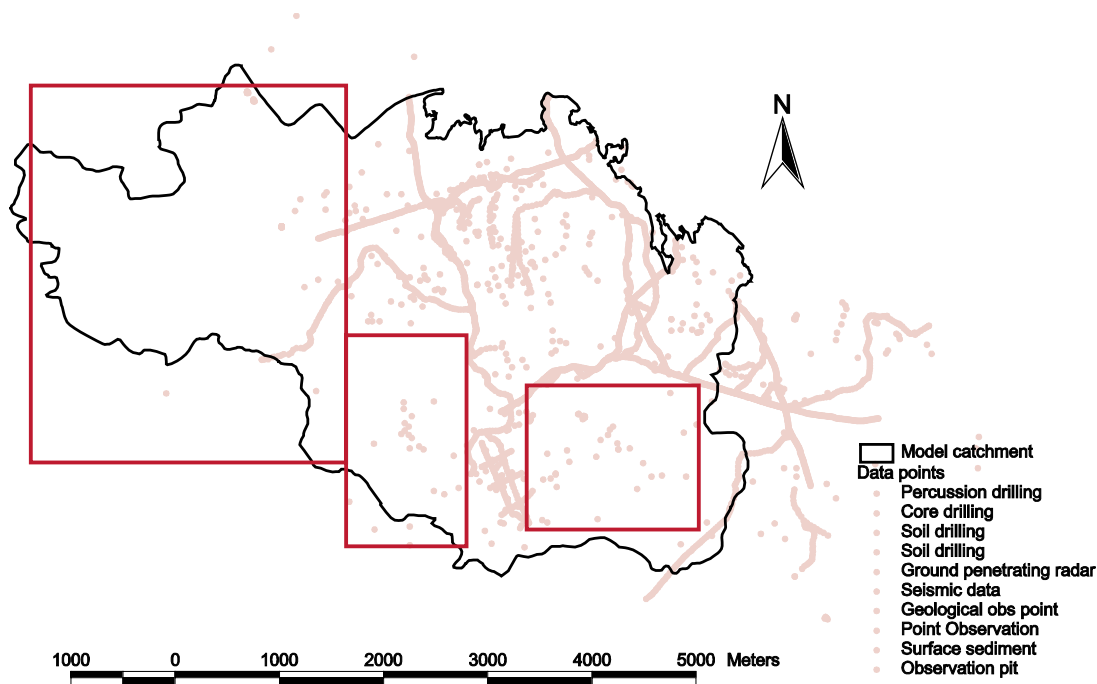 N
Model catchment
Data points
Percussion drilling
Core drilling
Soil drilling
Soil drilling
Ground penetrating radar
Seismic data
Geological obs point
Point Observation
Surface sediment
Observation pit
1000 0 1000 2000 3000 4000 5000 Meters